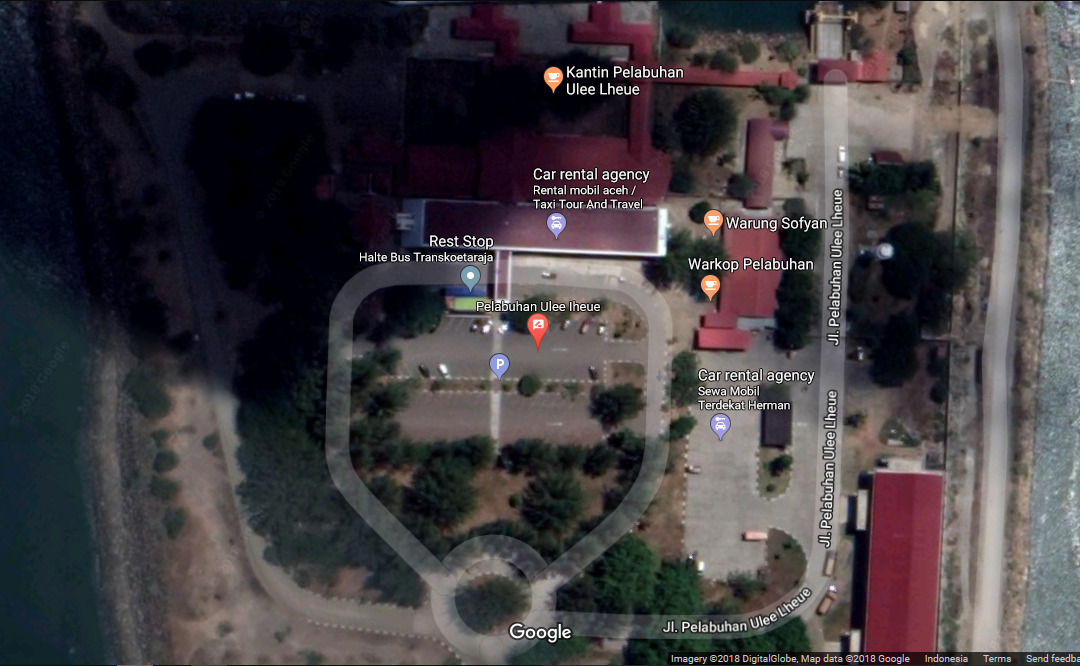 Kantin Pelabuhan
Ulee Lheue
Car rental agency
Rental mobil aceh /
Taxi Tour And Travel
Warung Sofyan
Rest Stop
Halte Bus Transkoetaraja
Warkop Pelabuhan
Pelabuhan Ulee lheue
P
Jl. Pelabuhan Ulee Lheue
Car rental agency
Sewa Mobil
Terdekat Herman
Jl. Pelabuhan Ulee Lheue
Jl. Pelabuhan Ulee Lheue
Google
Imagery ©2018 DigitalGlobe, Map data ©2018 Google Indonesia Terms Send feedba